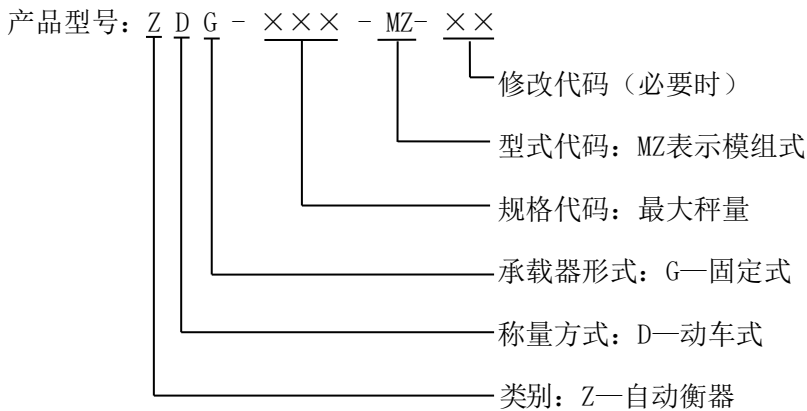 产品型号：Z D G － ××× －MZ－ ××
修改代码（必要时）
型式代码：MZ表示模组式
规格代码：最大秤量
承载器形式：G—固定式
称量方式：D—动车式
类别：Z—自动衡器